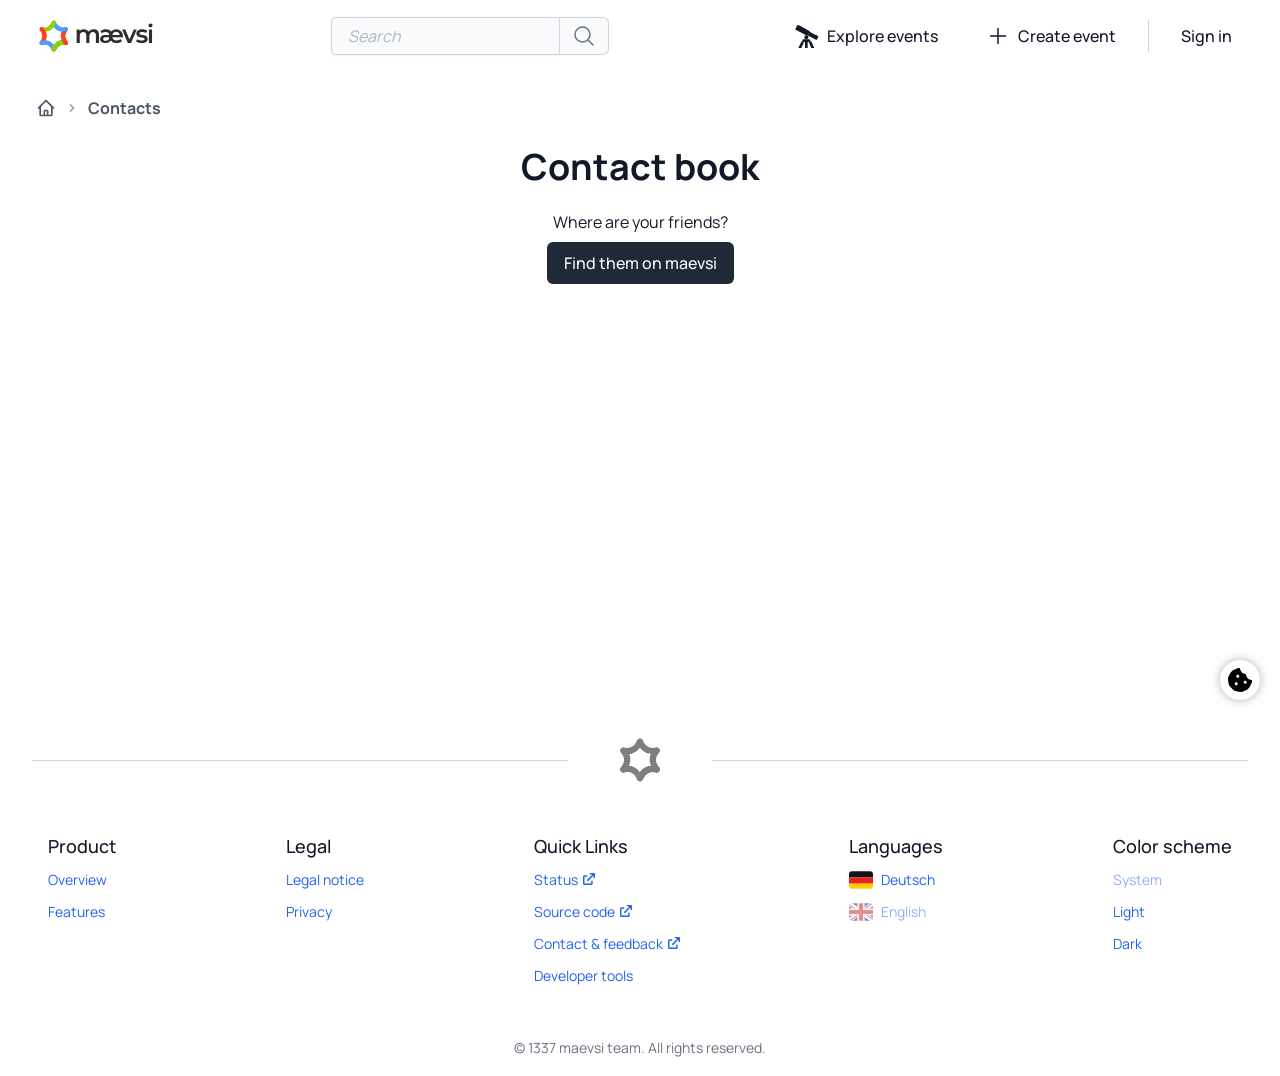 mævsi
Search
Explore events
Create event
Sign in
Contacts
Contact book
Where are your friends?
Find them on maevsi
Product
Overview
Features
Legal
Legal notice
Privacy
Quick Links
Status
Source code
Contact & feedback
Developer tools
Languages
Deutsch
English
Color scheme
System
Light
Dark
© 1337 maevsi team. All rights reserved.